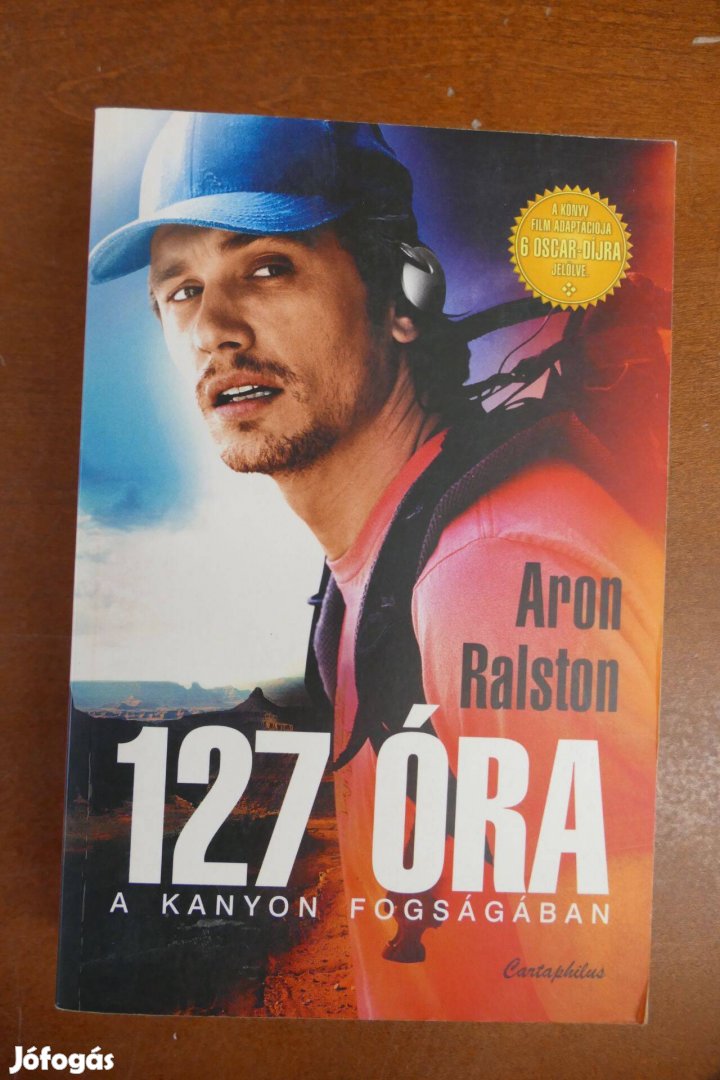 A KÖNYV
FILM ADAPTÁCIÓJA
6 OSCAR-DÍJRA
JELÖLVE.
Aron
Ralston
127 ÓRA
A KANYON FOGSÁGÁBAN
Cartaphilus
Jófogás